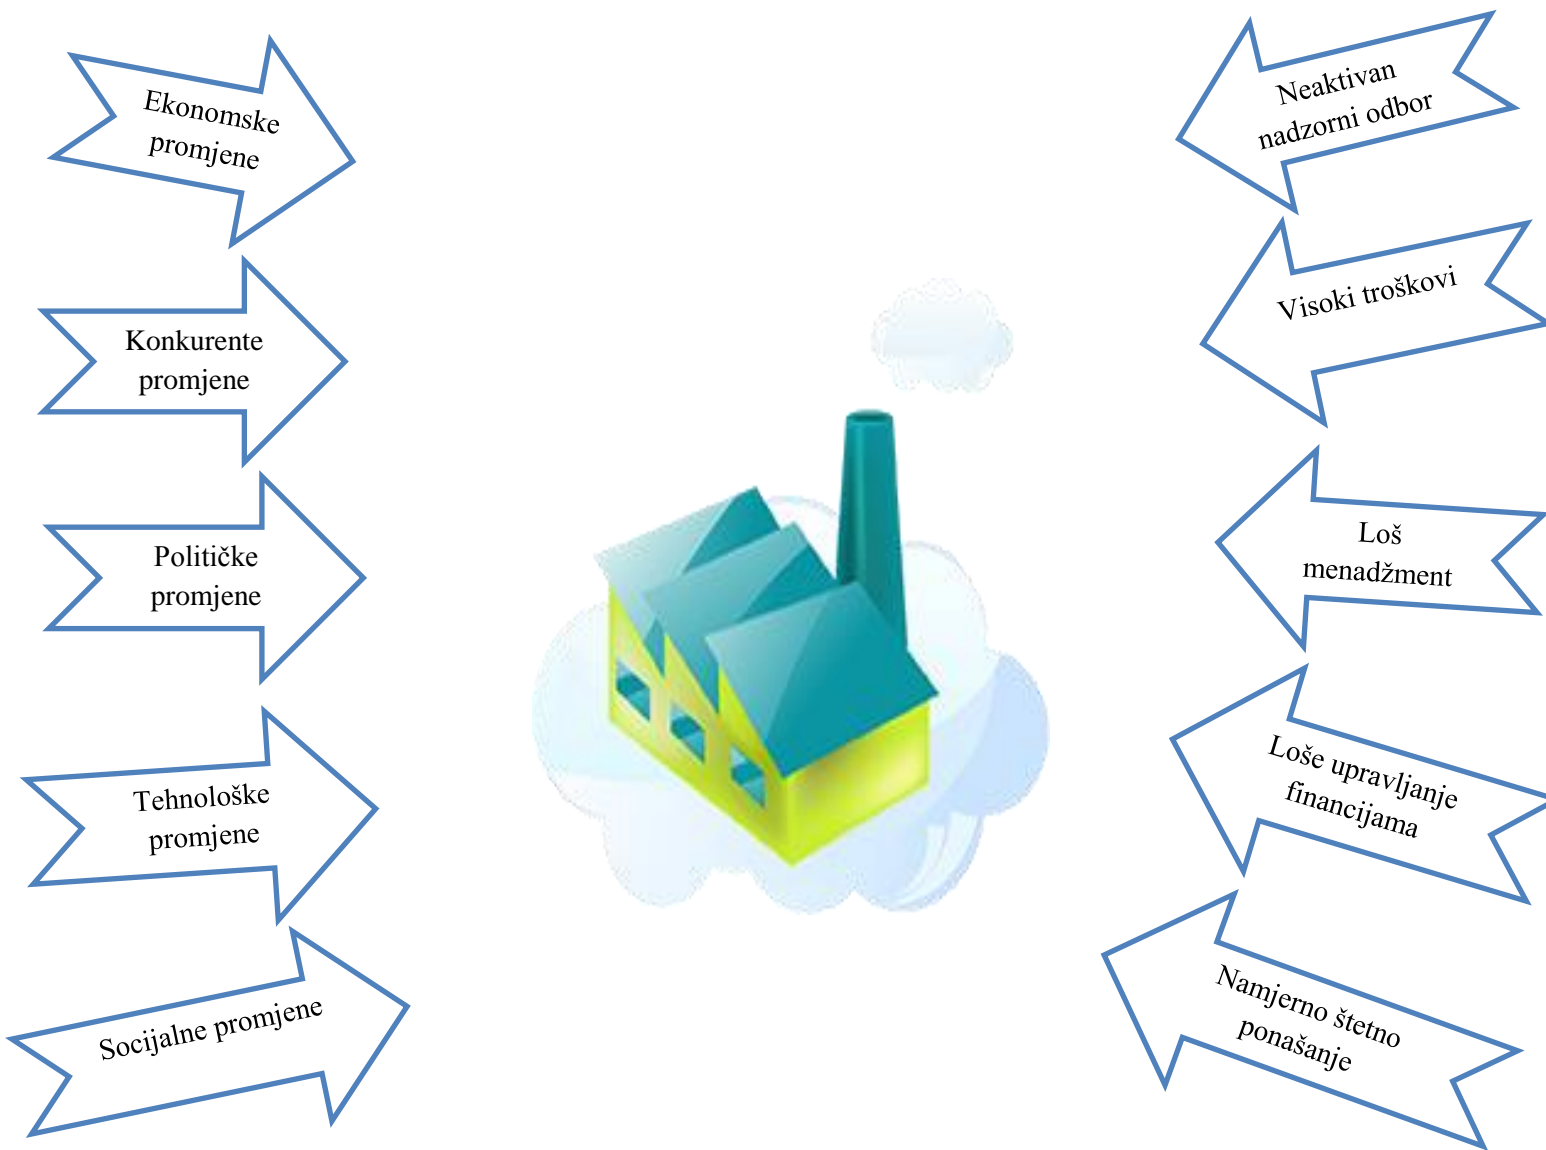 Ekonomske
promjene
Konkurente
promjene
Političke
promjene
Tehnološke
promjene
Socijalne promjene
Neaktivan
nadzorni odbor
Visoki troškovi
Loš
menadžment
Loše upravljanje
financijama
Namjerno štetno
ponašanje